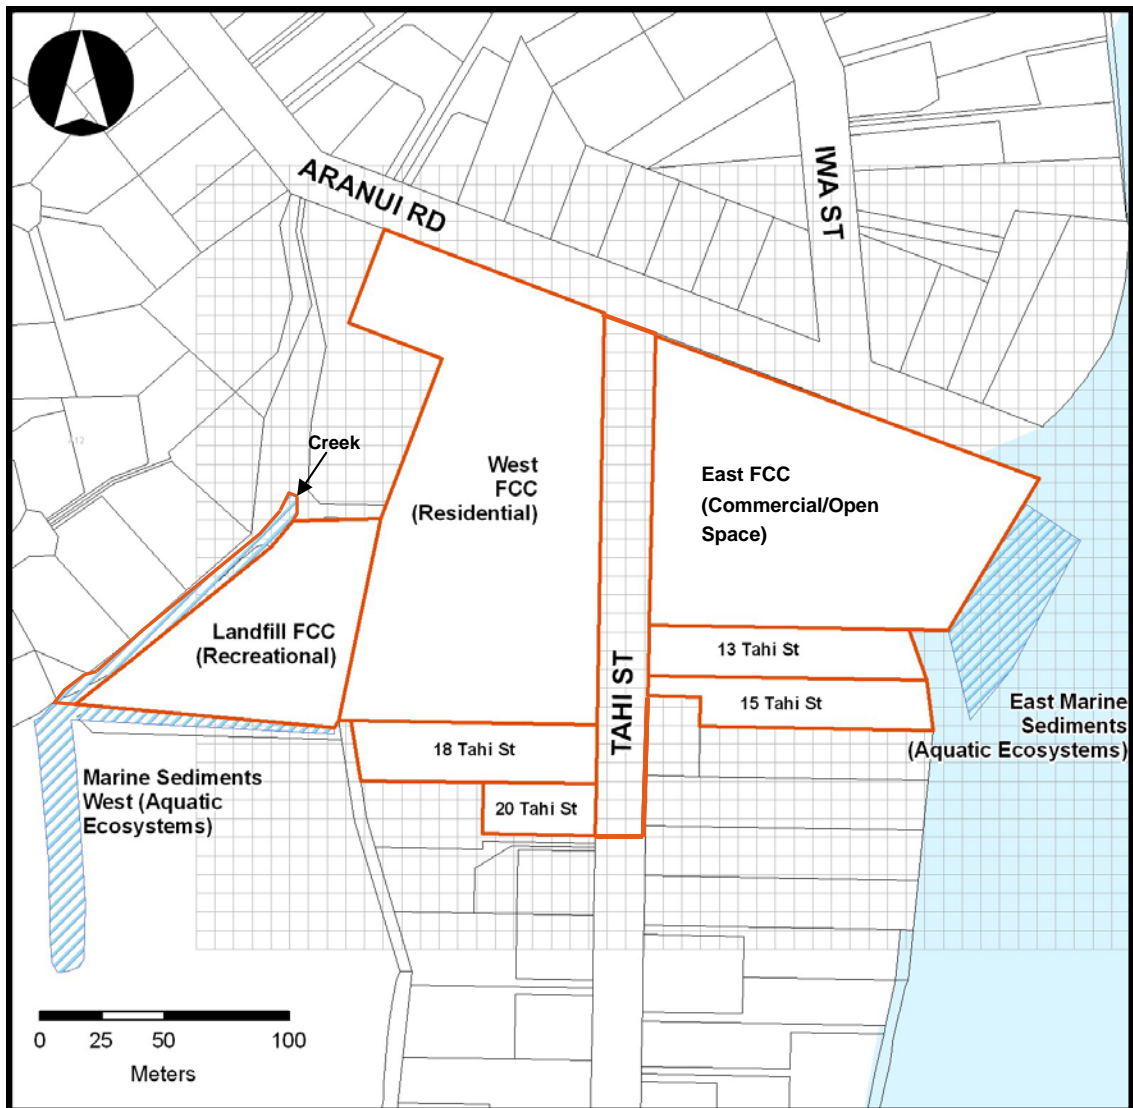 ARANUI RD
IWA ST
Creek
West
FCC
(Residential)
East FCC
(Commercial/Open
Space)
Landfill FCC
(Recreational)
TAHI ST
13 Tahi St
15 Tahi St
18 Tahi St
20 Tahi St
East Marine
Sediments
(Aquatic Ecosystems)
Marine Sediments
West (Aquatic
Ecosystems)
0 25 50 100
Meters